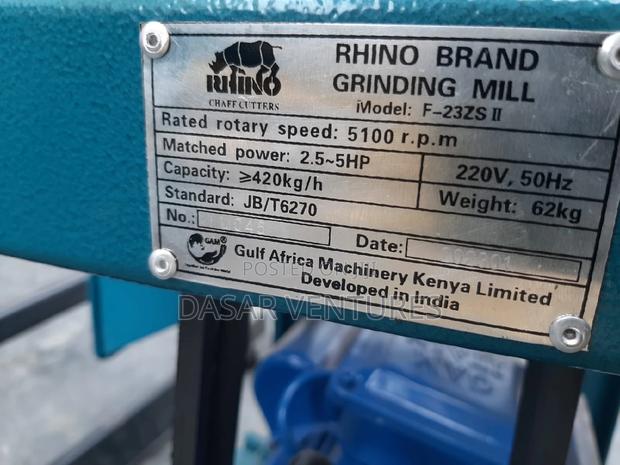 RHINO
CHAFF CUTTERS
RHINO BRAND
GRINDING MILL
Model: F-23ZS II
Rated rotary speed: 5100 r.p.m
Matched power: 2.5~5HP
220V, 50Hz
Capacity: ≥420kg/h
Weight: 62kg
Standard: JB/T6270
No.:
Date:
GAM®
Gulf Africa Machinery Kenya Limited
Developed in India
DASAR VENTURES